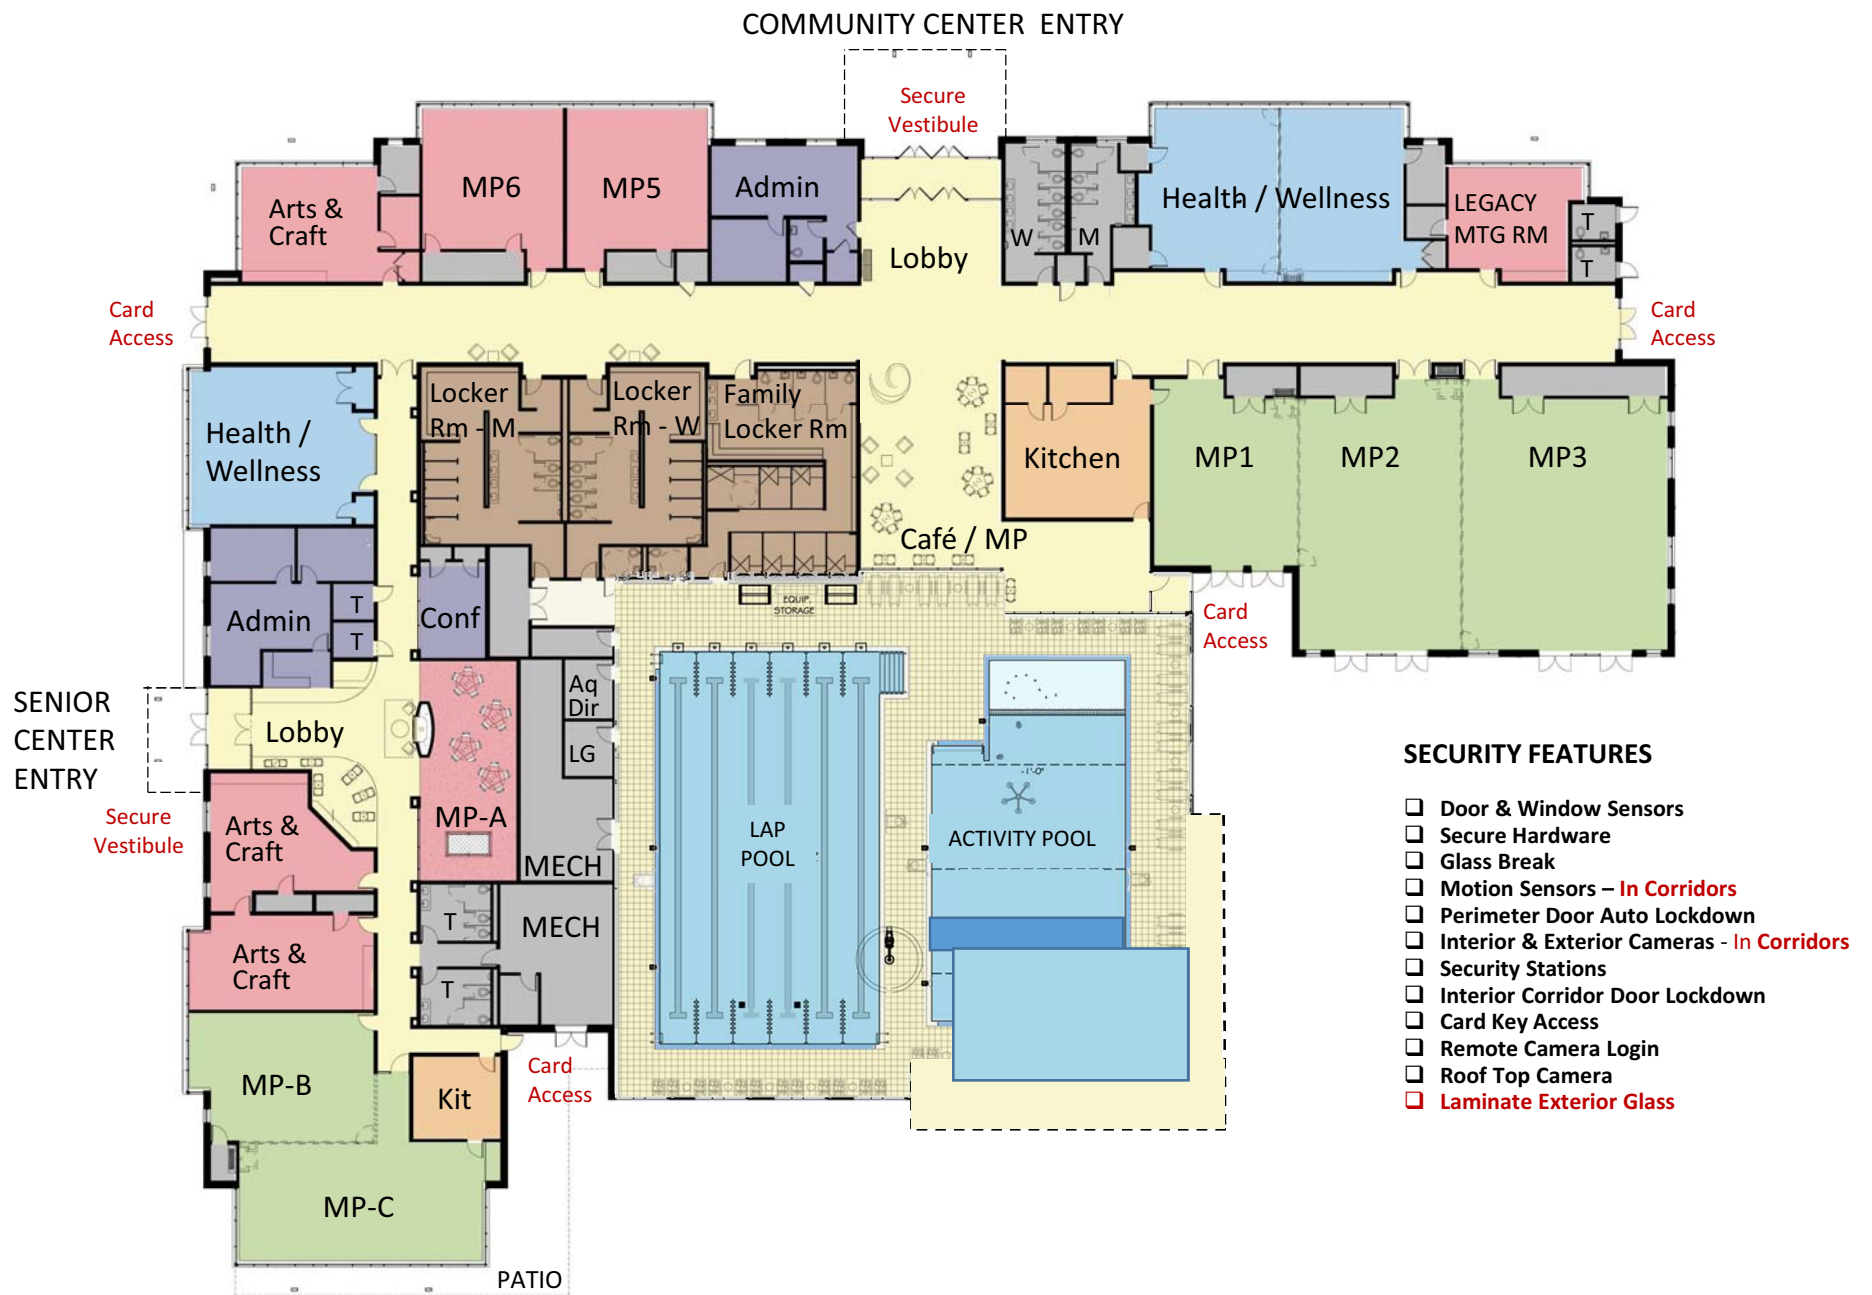 COMMUNITY CENTER ENTRY
Secure
Vestibule
MP6
MP5
Admin
Arts &
Craft
Lobby
W
M
Health / Wellness
LEGACY
MTG RM
T
T
Card
Access
Card
Access
Locker
Rm - M
Locker
Rm - W
Family
Locker Rm
Health /
Wellness
Kitchen
MP1
MP2
MP3
Café / MP
EQUIP.
STORAGE
Card
Access
Admin
T
T
Conf
Aq
Dir
LG
SENIOR
CENTER
ENTRY
Lobby
Secure
Vestibule
Arts &
Craft
MP-A
MECH
LAP
POOL
-1'-0"
ACTIVITY POOL
T
MECH
Arts &
Craft
T
Card
Access
MP-B
Kit
MP-C
PATIO
SECURITY FEATURES
❑ Door & Window Sensors
❑ Secure Hardware
❑ Glass Break
❑ Motion Sensors – In Corridors
❑ Perimeter Door Auto Lockdown
❑ Interior & Exterior Cameras - In Corridors
❑ Security Stations
❑ Interior Corridor Door Lockdown
❑ Card Key Access
❑ Remote Camera Login
❑ Roof Top Camera
❑ Laminate Exterior Glass